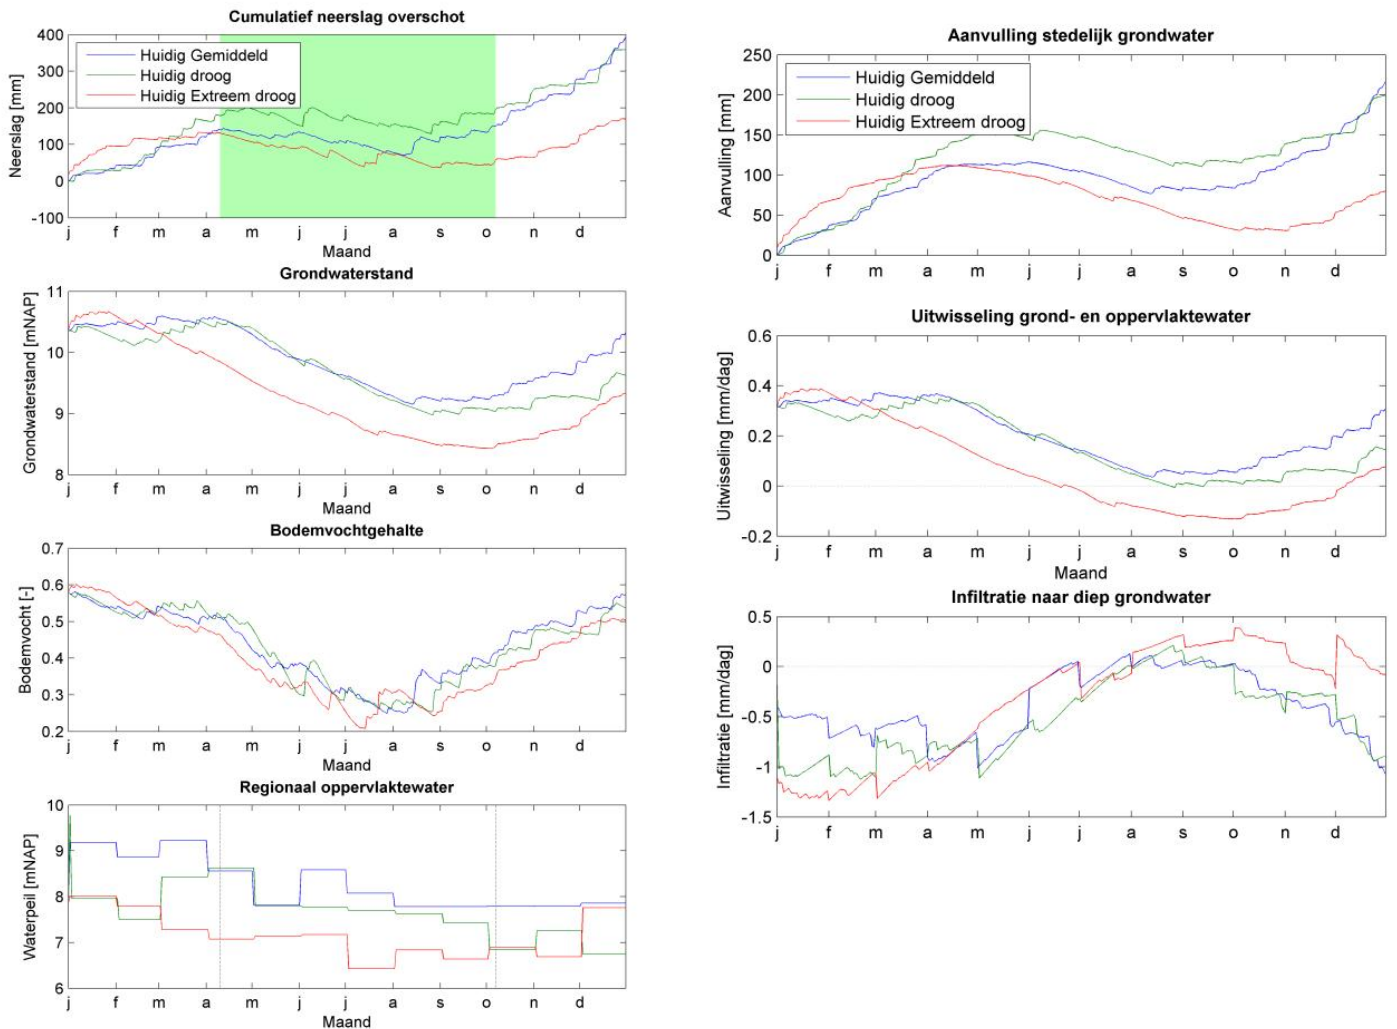 Cumulatief neerslag overschot
Neerslag [mm]
400
300
200
100
0
-100
Huidig Gemiddeld
Huidig droog
Huidig Extreem droog
j f m a m j j a s o n d
Maand
Grondwaterstand
Grondwaterstand [mNAP]
11
10
9
8
j f m a m j j a s o n d
Maand
Bodemvochtgehalte
Bodemvocht [-]
0.7
0.6
0.5
0.4
0.3
0.2
j f m a m j j a s o n d
Maand
Regionaal oppervlaktewater
Waterpeil [mNAP]
10
9
8
7
6
j f m a m j j a s o n d
Maand
Aanvulling stedelijk grondwater
Aanvulling [mm]
250
200
150
100
50
0
Huidig Gemiddeld
Huidig droog
Huidig Extreem droog
j f m a m j j a s o n d
Uitwisseling grond- en oppervlaktewater
Uitwisseling [mm/dag]
0.6
0.4
0.2
0
-0.2
j f m a m j j a s o n d
Maand
Infiltratie naar diep grondwater
Infiltratie [mm/dag]
0.5
0
-0.5
-1
-1.5
j f m a m j j a s o n d